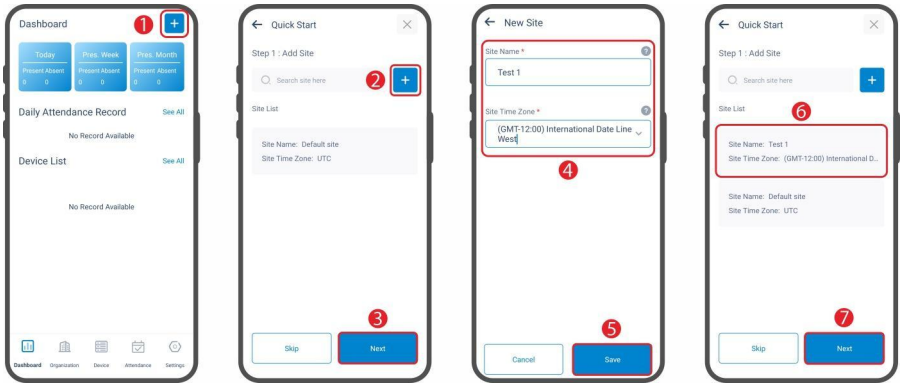 Dashboard
1
+
Today
Pres. Week
Pres. Month
Present Absent
Present Absent
Present Absent
0 0
0 0
0 0
Daily Attendance Record
See All
No Record Available
Device List
See All
No Record Available
Dashboard
Organization
Device
Attendance
Settings
Quick Start
Step 1 : Add Site
Search site here
2
+
Site List
Site Name: Default site
Site Time Zone: UTC
3
Skip
Next
New Site
Site Name *
?
Test 1
Site Time Zone *
?
(GMT-12:00) International Date Line
West
4
5
Cancel
Save
Quick Start
Step 1 : Add Site
Search site here
+
Site List
6
Site Name: Test 1
Site Time Zone: (GMT-12:00) International D...
Site Name: Default site
Site Time Zone: UTC
7
Skip
Next